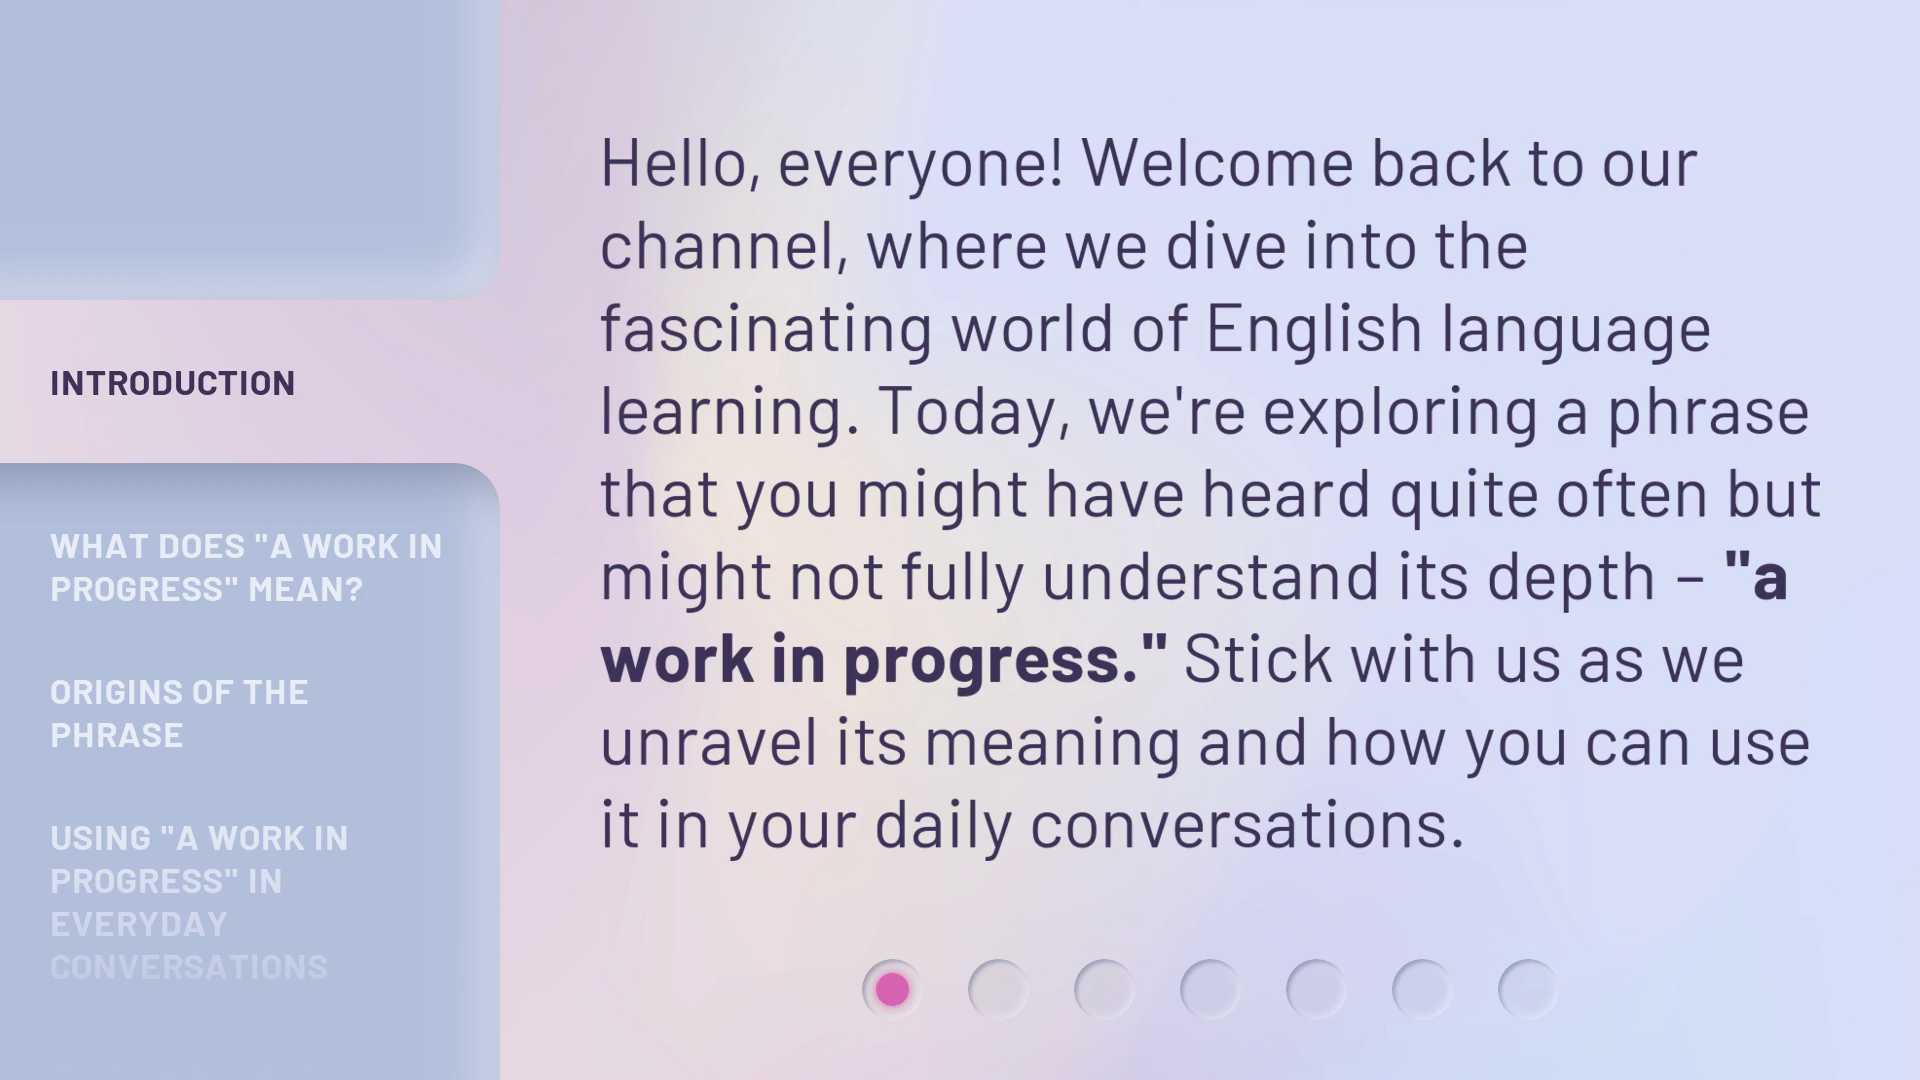 INTRODUCTION
WHAT DOES "A WORK IN
PROGRESS" MEAN?
ORIGINS OF THE
PHRASE
USING "A WORK IN
PROGRESS" IN
EVERYDAY
CONVERSATIONS
Hello, everyone! Welcome back to our
channel, where we dive into the
fascinating world of English language
learning. Today, we're exploring a phrase
that you might have heard quite often but
might not fully understand its depth – "a
work in progress." Stick with us as we
unravel its meaning and how you can use
it in your daily conversations.